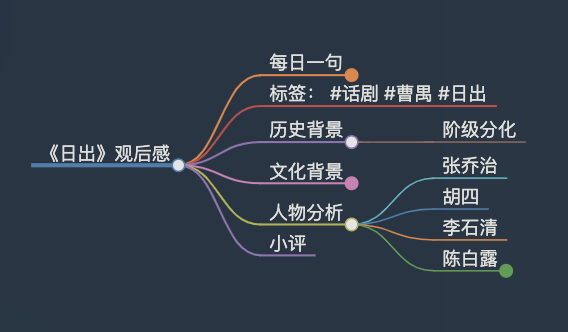 《日出》观后感
每日一句
标签： #话剧 #曹禺 #日出
历史背景
阶级分化
文化背景
人物分析
张乔治
胡四
李石清
陈白露
小评